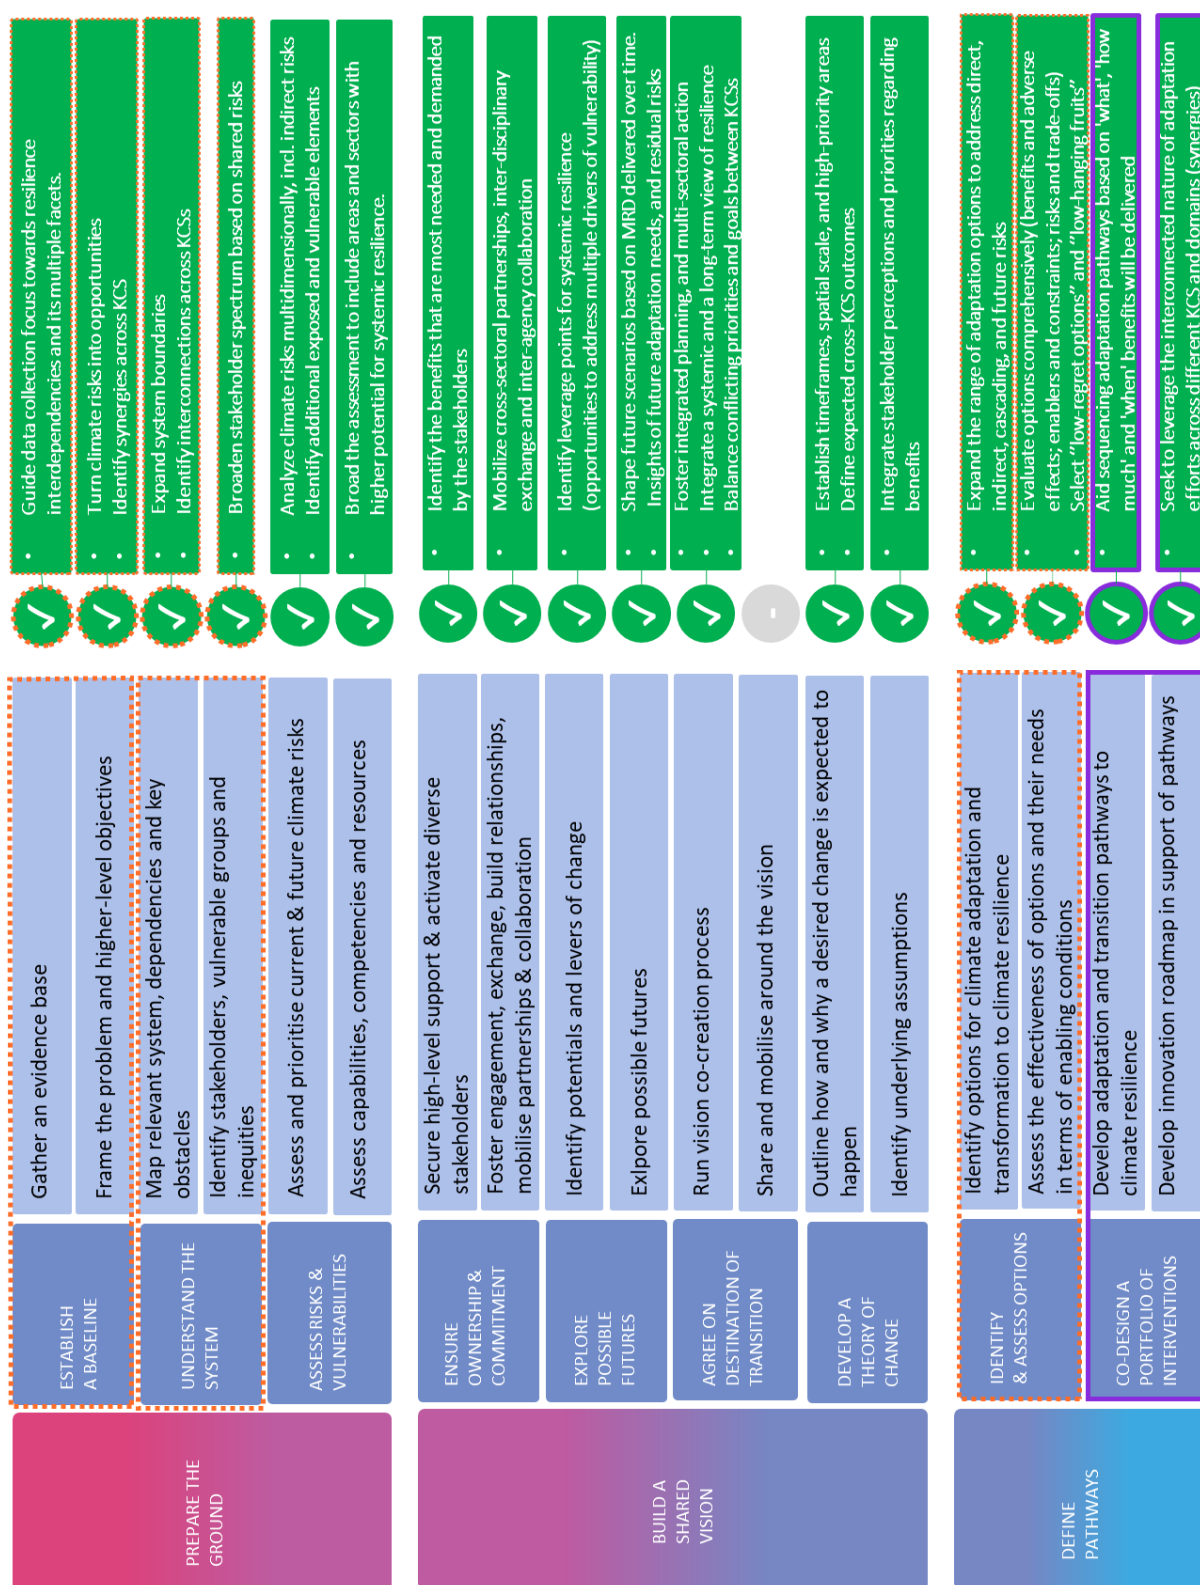 PREPARE THE
GROUND
ESTABLISH
A BASELINE
Gather an evidence base
• Guide data collection focus towards resilience
interdependencies and its multiple facets.
Frame the problem and higher-level objectives
• Turn climate risks into opportunities
• Identify synergies across KCS
UNDERSTAND THE
SYSTEM
Map relevant system, dependencies and key
obstacles
• Expand system boundaries
• Identify interconnections across KCSs
Identify stakeholders, vulnerable groups and
inequities
• Broaden stakeholder spectrum based on shared risks
ASSESS RISKS &
VULNERABILITIES
Assess and prioritise current & future climate risks
• Analyze climate risks multidimensionally, incl. indirect risks
• Identify additional exposed and vulnerable elements
Assess capabilities, competencies and resources
• Broad the assessment to include areas and sectors with
higher potential for systemic resilience.
BUILD A
SHARED
VISION
ENSURE
OWNERSHIP &
COMMITMENT
Secure high-level support & activate diverse
stakeholders
• Identify the benefits that are most needed and demanded
by the stakeholders
Foster engagement, exchange, build relationships,
mobilise partnerships & collaboration
• Mobilize cross-sectoral partnerships, inter-disciplinary
exchange and inter-agency collaboration
EXPLORE
POSSIBLE
FUTURES
Identify potentials and levers of change
• Identify leverage points for systemic resilience
(opportunities to address multiple drivers of vulnerability)
Exlpore possible futures
• Shape future scenarios based on MRD delivered over time.
• Insights of future adaptation needs, and residual risks
AGREE ON
DESTINATION OF
TRANSITION
Run vision co-creation process
• Foster integrated planning, and multi-sectoral action
• Integrate a systemic and a long-term view of resilience
• Balance conflicting priorities and goals between KCSs
Share and mobilise around the vision
-
DEVELOP A
THEORY OF
CHANGE
Outline how and why a desired change is expected to
happen
• Establish timeframes, spatial scale, and high-priority areas
• Define expected cross-KCS outcomes
Identify underlying assumptions
• Integrate stakeholder perceptions and priorities regarding
benefits
DEFINE
PATHWAYS
IDENTIFY
& ASSESS OPTIONS
Identify options for climate adaptation and
transformation to climate resilience
• Expand the range of adaptation options to address direct,
indirect, cascading, and future risks
Assess the effectiveness of options and their needs
in terms of enabling conditions
• Evaluate options comprehensively (benefits and adverse
effects; enablers and constraints; risks and trade-offs)
• Select “low-regret options” and “low-hanging fruits”
CO-DESIGN A
PORTFOLIO OF
INTERVENTIONS
Develop adaptation and transition pathways to
climate resilience
• Aid sequencing adaptation pathways based on 'what', 'how
much' and 'when' benefits will be delivered
Develop innovation roadmap in support of pathways
• Seek to leverage the interconnected nature of adaptation
efforts across different KCS and domains (synergies)